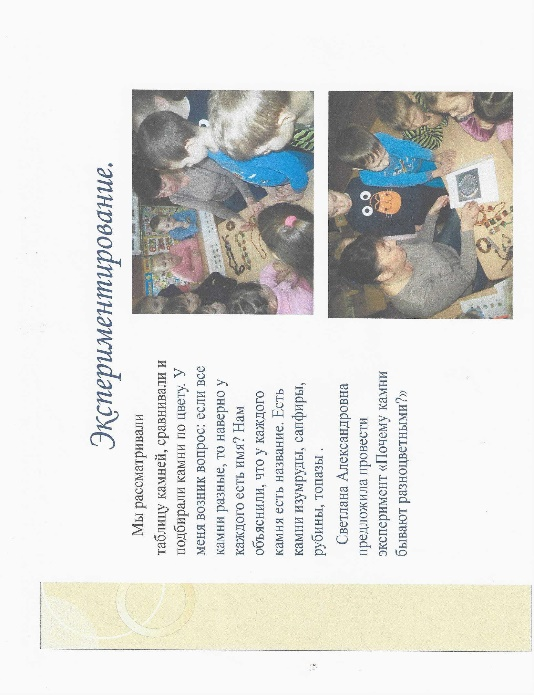 Экспериментирование.
Мы рассматривали
таблицу камней, сравнивали и
подбирали камни по цвету. У
меня возник вопрос: если все
камни разные, то наверно у
каждого есть имя? Нам
объяснили, что у каждого
камня есть название. Есть
камни изумруды, сапфиры,
рубины, топазы .
Светлана Александровна
предложила провести
эксперимент «Почему камни
бывают разноцветными?»